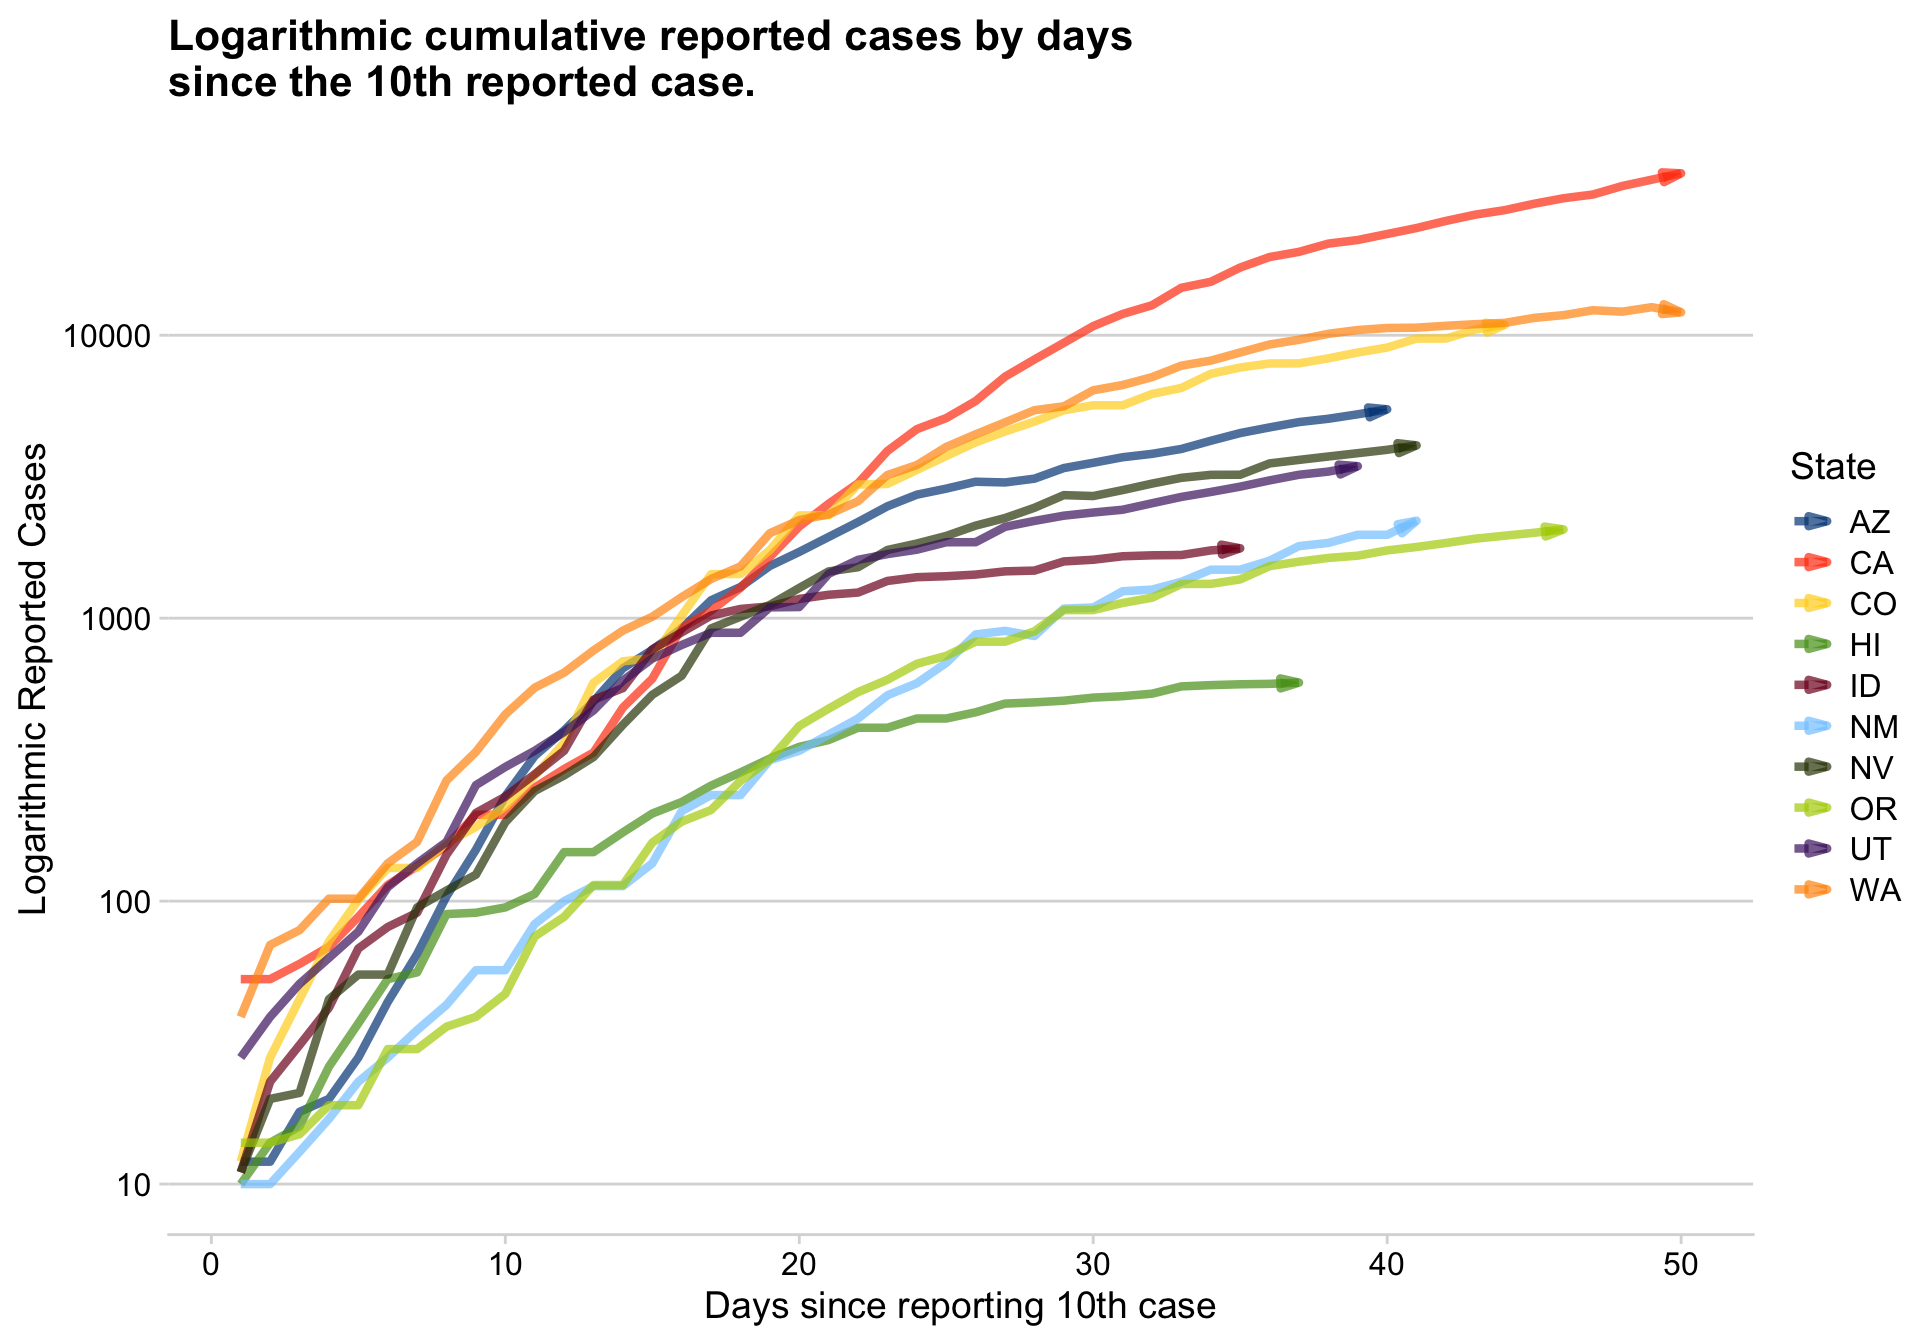 Logarithmic cumulative reported cases by days
since the 10th reported case.
Logarithmic Reported Cases
10000
1000
100
10
0 10 20 30 40 50
Days since reporting 10th case
State
AZ
CA
CO
HI
ID
NM
NV
OR
UT
WA